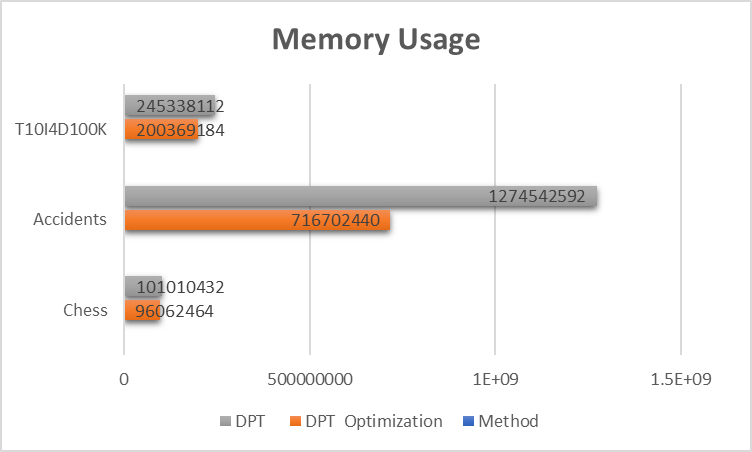 Memory Usage
T10I4D100K
245338112
200369184
Accidents
1274542592
716702440
Chess
101010432
96062464
0 500000000 1E+09 1.5E+09
DPT DPT Optimization Method